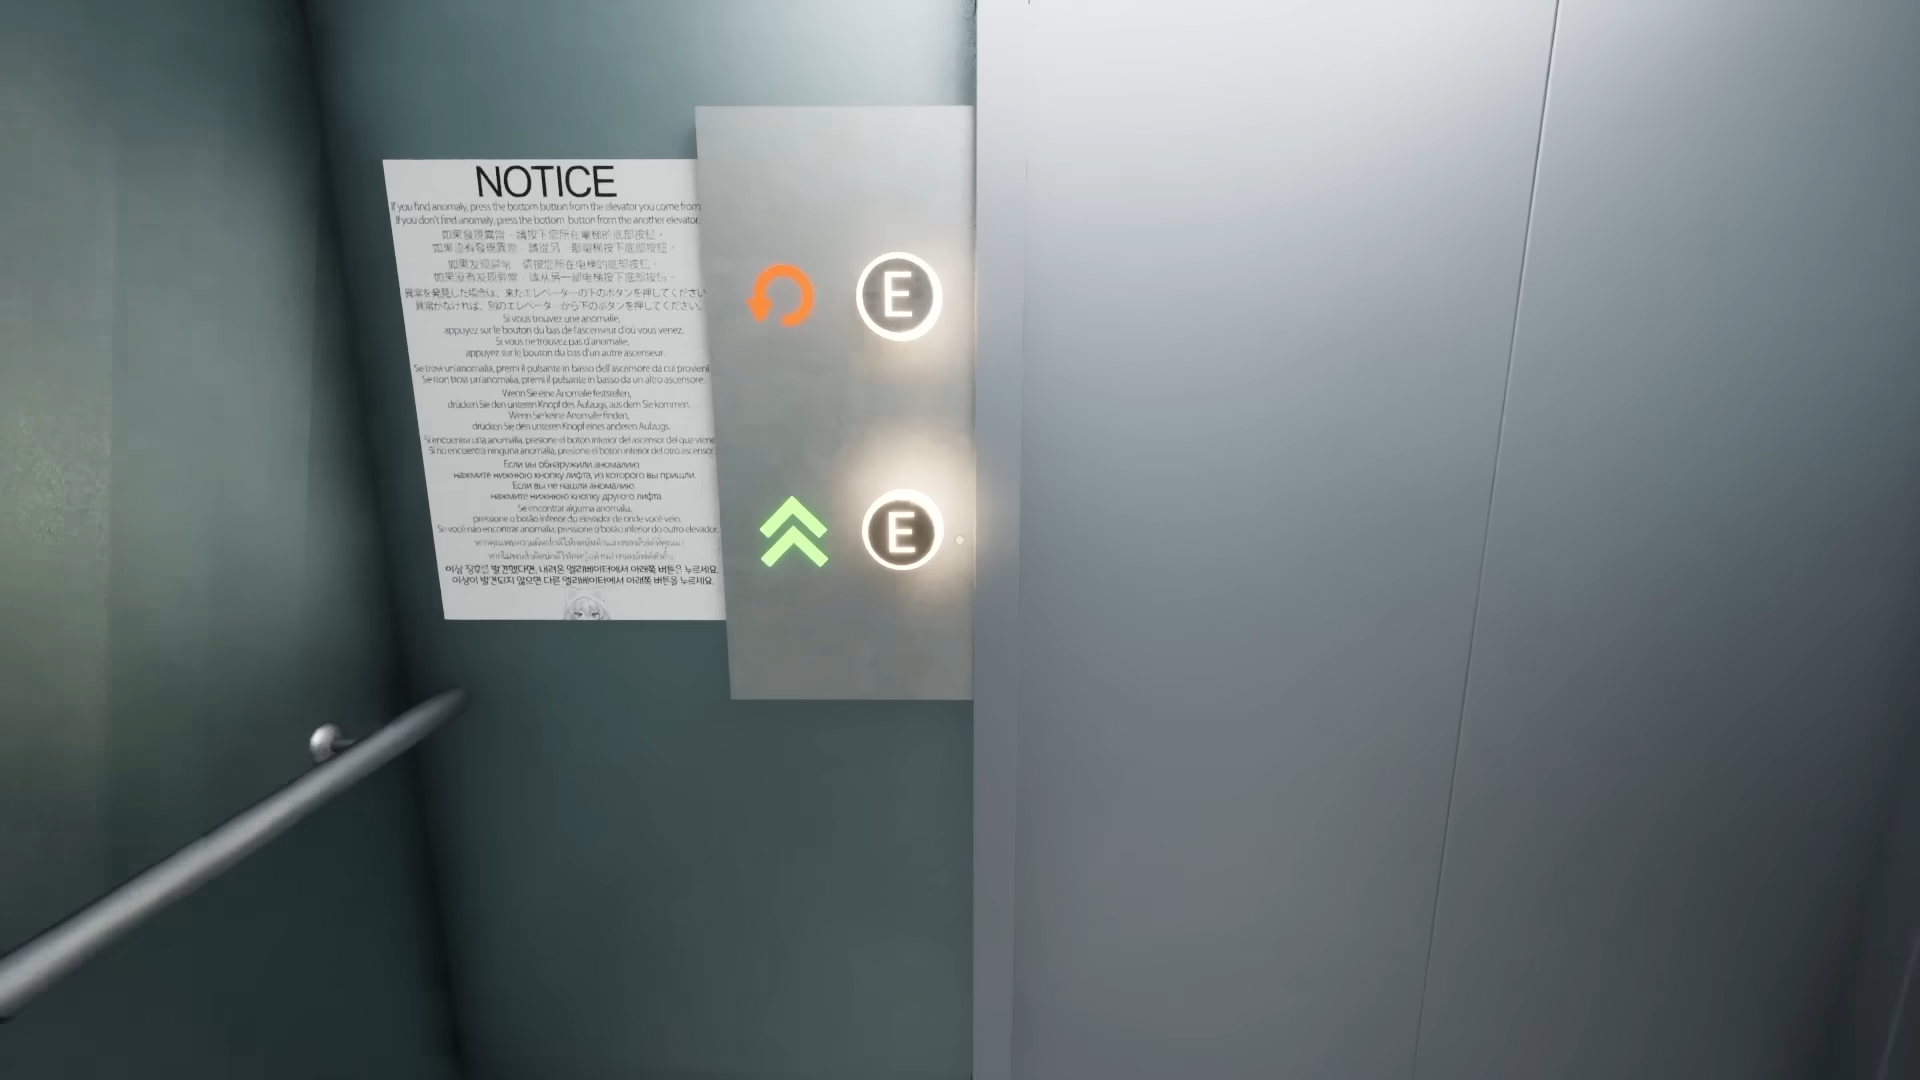 NOTICE
If you find anomaly, press the bottom button from the elevator you come from
If you don't find anomaly, press the bottom button from the another elevator.
如果發現異常，請按下您所在電梯的底部按鈕。
如果沒有發現異常，請從另一部電梯按下底部按鈕。
如果发现异常，请按您所在电梯的底部按钮。
如果没有发现异常，请从另一部电梯按下底部按钮。
異常を発見した場合は、来たエレベーターの下のボタンを押してください
異常がなければ、別のエレベーターから下のボタンを押してください。
Si vous trouvez une anomalie,
appuyez sur le bouton du bas de l'ascenseur d'où vous venez.
Si vous ne trouvez pas d'anomalie,
appuyez sur le bouton du bas d'un autre ascenseur.
Se trovi un'anomalia, premi il pulsante in basso dell'ascensore da cui provieni.
Se non trovi un'anomalia, premi il pulsante in basso da un altro ascensore.
Wenn Sie eine Anomalie feststellen,
drücken Sie den unteren Knopf des Aufzugs, aus dem Sie kommen.
Wenn Sie keine Anomalie finden,
drücken Sie den unteren Knopf eines anderen Aufzugs.
Si encuentra una anomalía, presione el botón inferior del ascensor del que viene
Si no encuentra ninguna anomalía, presione el botón inferior del otro ascensor.
Если вы обнаружили аномалию,
нажмите нижнюю кнопку лифта, из которого вы пришли.
Если вы не нашли аномалию,
нажмите нижнюю кнопку другого лифта.
Se encontrar alguma anomalia,
pressione o botão inferior do elevador de onde você veio.
Se você não encontrar anomalia, pressione o botão inferior do outro elevador.
이상 징후를 발견했다면, 내려온 엘리베이터에서 아래쪽 버튼을 누르세요.
이상이 발견되지 않으면 다른 엘리베이터에서 아래쪽 버튼을 누르세요.
E
E